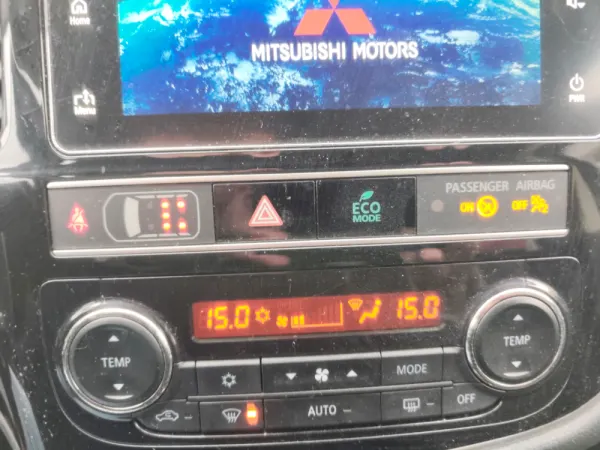 Home
MITSUBISHI MOTORS
Menu
PWR
ECO
MODE
PASSENGER AIRBAG
ON OFF
15.0 15.0
TEMP
MODE
TEMP
AUTO
OFF